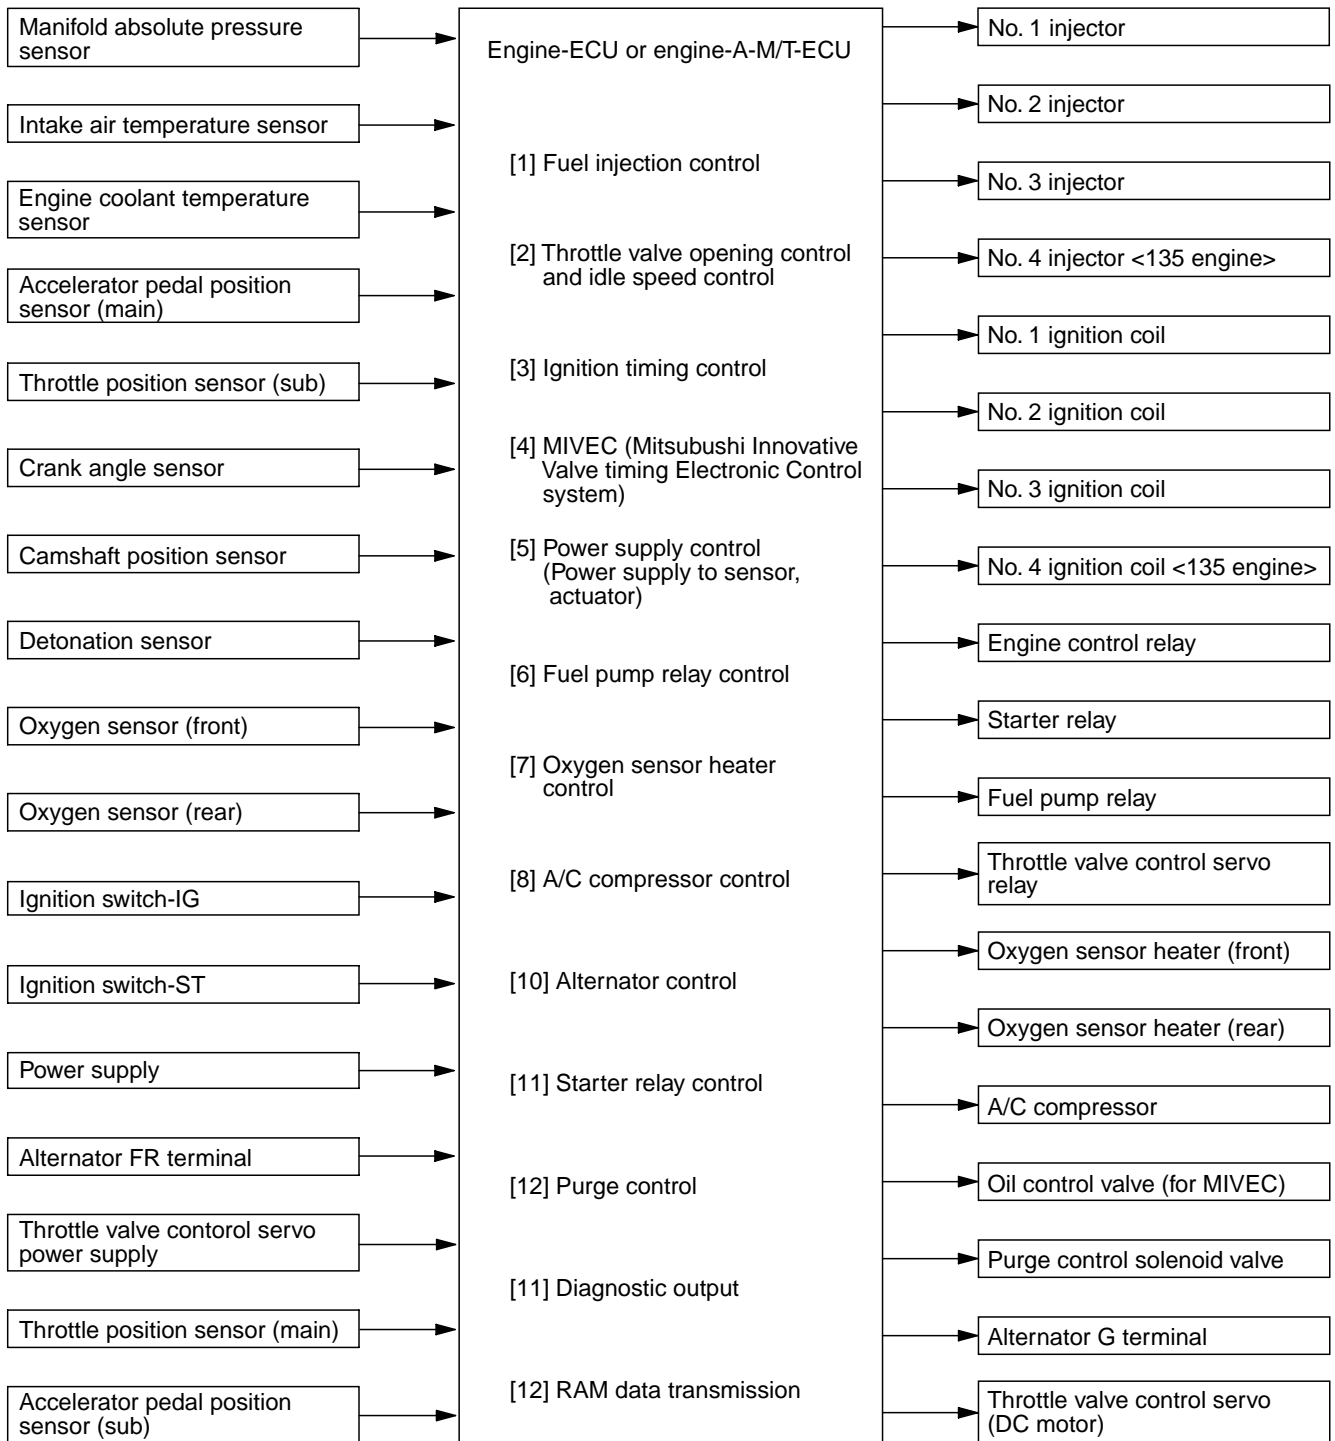 Manifold absolute pressure
sensor
Intake air temperature sensor
Engine coolant temperature
sensor
Accelerator pedal position
sensor (main)
Throttle position sensor (sub)
Crank angle sensor
Camshaft position sensor
Detonation sensor
Oxygen sensor (front)
Oxygen sensor (rear)
Ignition switch-IG
Ignition switch-ST
Power supply
Alternator FR terminal
Throttle valve contorol servo
power supply
Throttle position sensor (main)
Accelerator pedal position
sensor (sub)
Engine-ECU or engine-A-M/T-ECU
[1] Fuel injection control
[2] Throttle valve opening control
and idle speed control
[3] Ignition timing control
[4] MIVEC (Mitsubushi Innovative
Valve timing Electronic Control
system)
[5] Power supply control
(Power supply to sensor,
actuator)
[6] Fuel pump relay control
[7] Oxygen sensor heater
control
[8] A/C compressor control
[10] Alternator control
[11] Starter relay control
[12] Purge control
[11] Diagnostic output
[12] RAM data transmission
No. 1 injector
No. 2 injector
No. 3 injector
No. 4 injector <135 engine>
No. 1 ignition coil
No. 2 ignition coil
No. 3 ignition coil
No. 4 ignition coil <135 engine>
Engine control relay
Starter relay
Fuel pump relay
Throttle valve control servo
relay
Oxygen sensor heater (front)
Oxygen sensor heater (rear)
A/C compressor
Oil control valve (for MIVEC)
Purge control solenoid valve
Alternator G terminal
Throttle valve control servo
(DC motor)